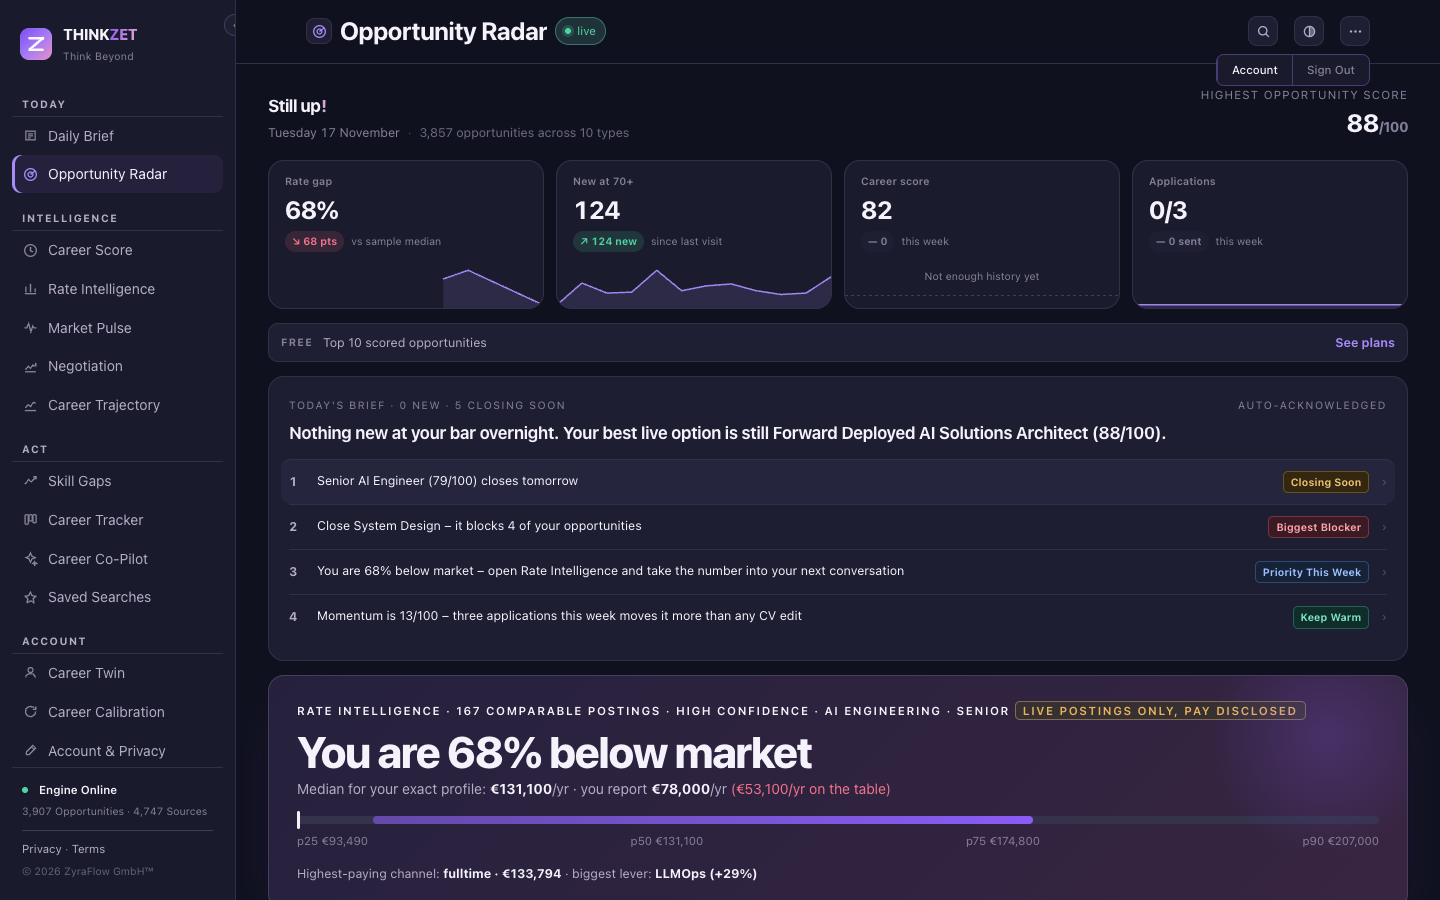 THINKZET
Think Beyond
TODAY
Daily Brief
Opportunity Radar
INTELLIGENCE
Career Score
Rate Intelligence
Market Pulse
Negotiation
Career Trajectory
ACT
Skill Gaps
Career Tracker
Career Co-Pilot
Saved Searches
ACCOUNT
Career Twin
Career Calibration
Account & Privacy
Engine Online
3,907 Opportunities · 4,747 Sources
Privacy · Terms
© 2026 ZyraFlow GmbH™
Opportunity Radar live
Account Sign Out
Still up!
Tuesday 17 November · 3,857 opportunities across 10 types
HIGHEST OPPORTUNITY SCORE
88/100
Rate gap
68%
↘ 68 pts vs sample median
New at 70+
124
↗ 124 new since last visit
Career score
82
— 0 this week
Not enough history yet
Applications
0/3
— 0 sent this week
FREE Top 10 scored opportunities See plans
TODAY'S BRIEF · 0 NEW · 5 CLOSING SOON AUTO-ACKNOWLEDGED
Nothing new at your bar overnight. Your best live option is still Forward Deployed AI Solutions Architect (88/100).
1 Senior AI Engineer (79/100) closes tomorrow Closing Soon ›
2 Close System Design – it blocks 4 of your opportunities Biggest Blocker ›
3 You are 68% below market – open Rate Intelligence and take the number into your next conversation Priority This Week ›
4 Momentum is 13/100 – three applications this week moves it more than any CV edit Keep Warm ›
RATE INTELLIGENCE · 167 COMPARABLE POSTINGS · HIGH CONFIDENCE · AI ENGINEERING · SENIOR LIVE POSTINGS ONLY, PAY DISCLOSED
You are 68% below market
Median for your exact profile: €131,100/yr · you report €78,000/yr (€53,100/yr on the table)
p25 €93,490 p50 €131,100 p75 €174,800 p90 €207,000
Highest-paying channel: fulltime · €133,794 · biggest lever: LLMOps (+29%)